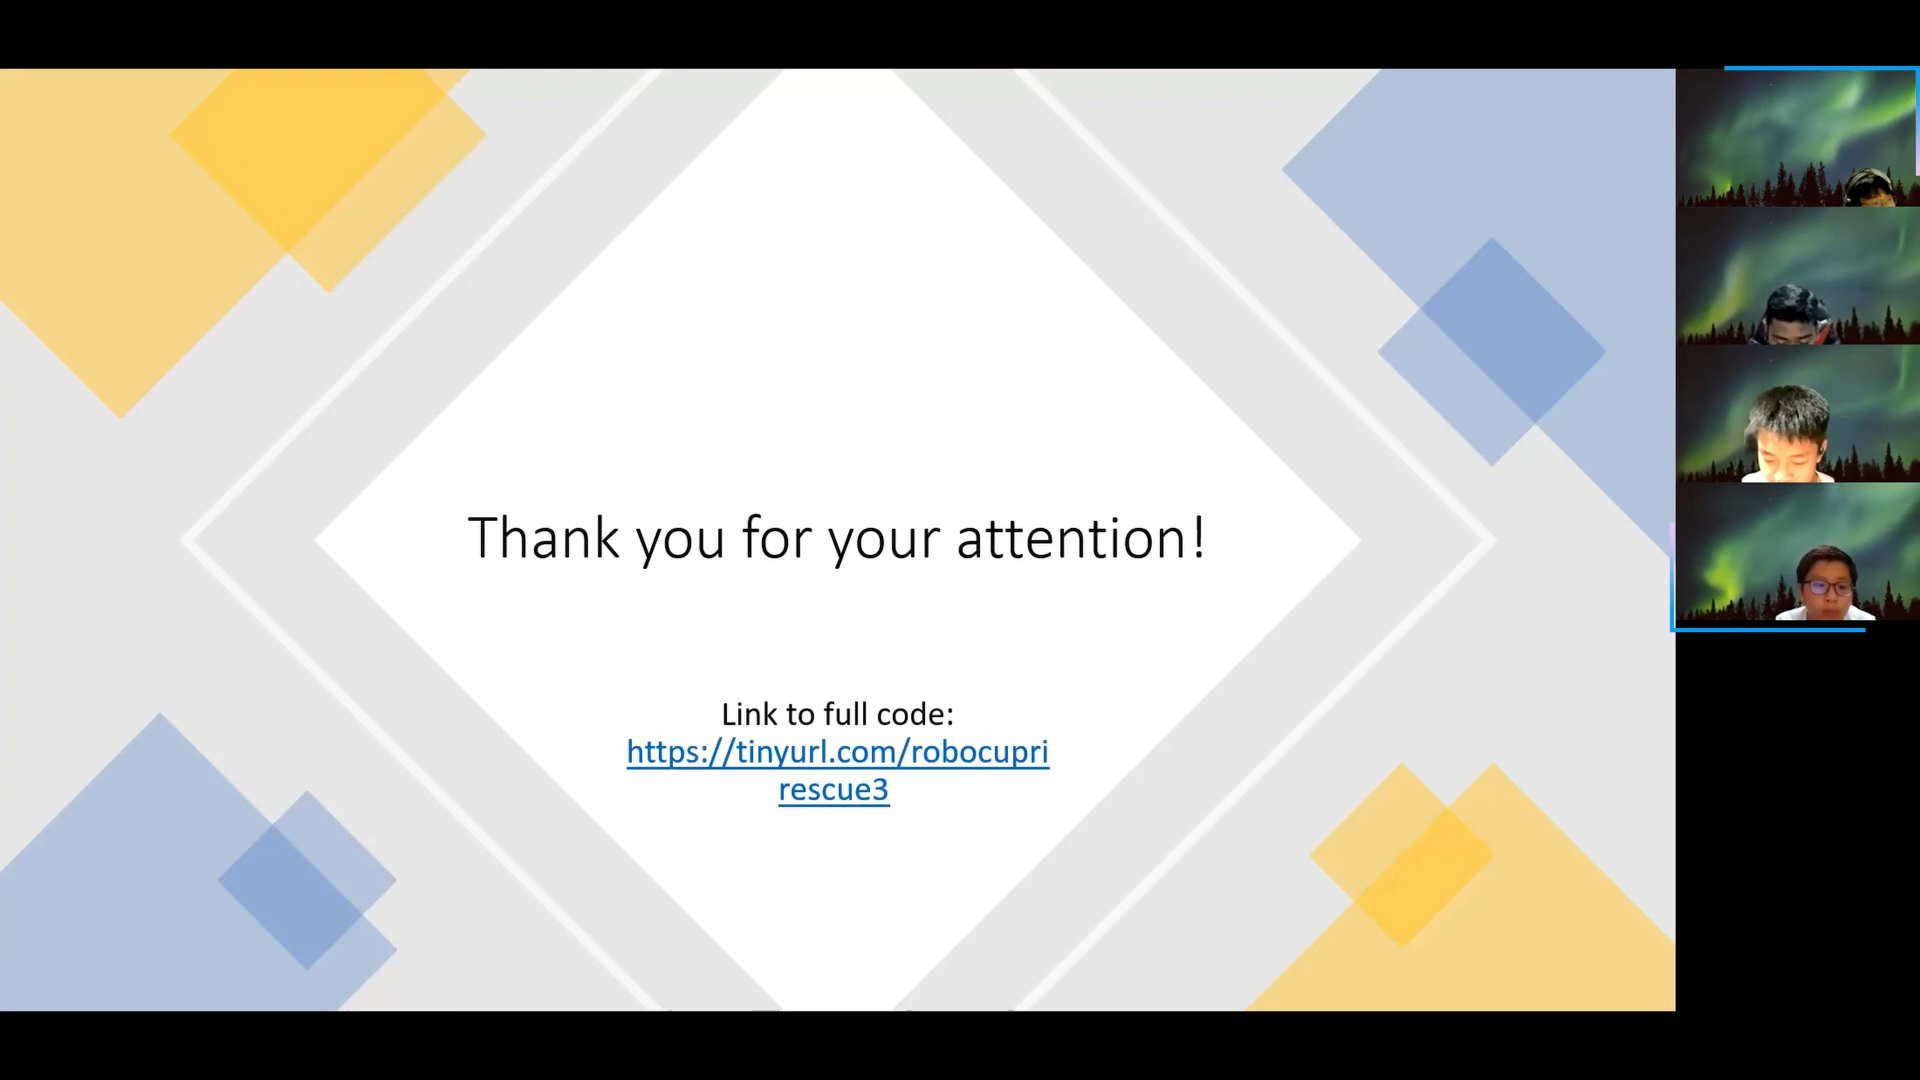 Thank you for your attention!
Link to full code:
https://tinyurl.com/robocupri
rescue3